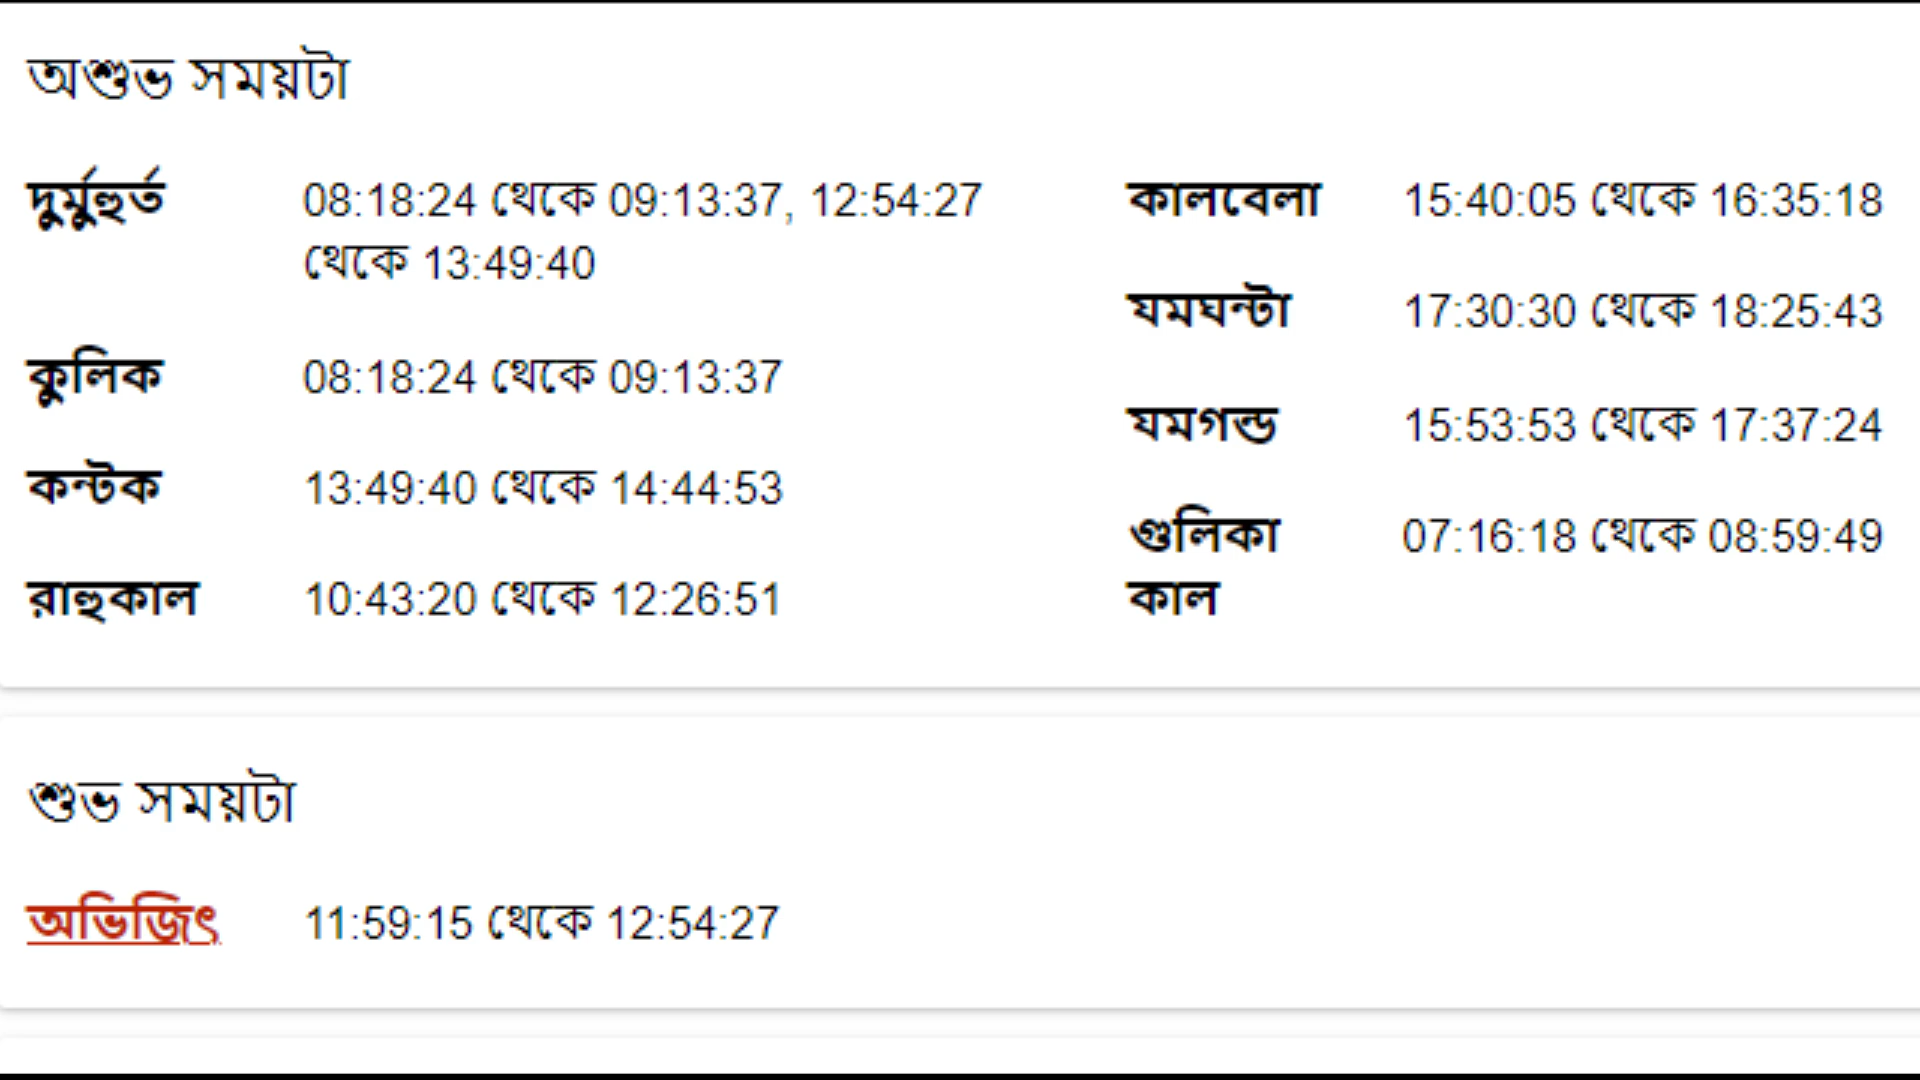 অশুভ সময়টা
দুর্মুহুর্ত 08:18:24 থেকে 09:13:37, 12:54:27
থেকে 13:49:40
কুলিক 08:18:24 থেকে 09:13:37
কন্টক 13:49:40 থেকে 14:44:53
রাহুকাল 10:43:20 থেকে 12:26:51
কালবেলা 15:40:05 থেকে 16:35:18
যমঘন্টা 17:30:30 থেকে 18:25:43
যমগন্ড 15:53:53 থেকে 17:37:24
গুলিকা 07:16:18 থেকে 08:59:49
কাল
শুভ সময়টা
অভিজিৎ 11:59:15 থেকে 12:54:27